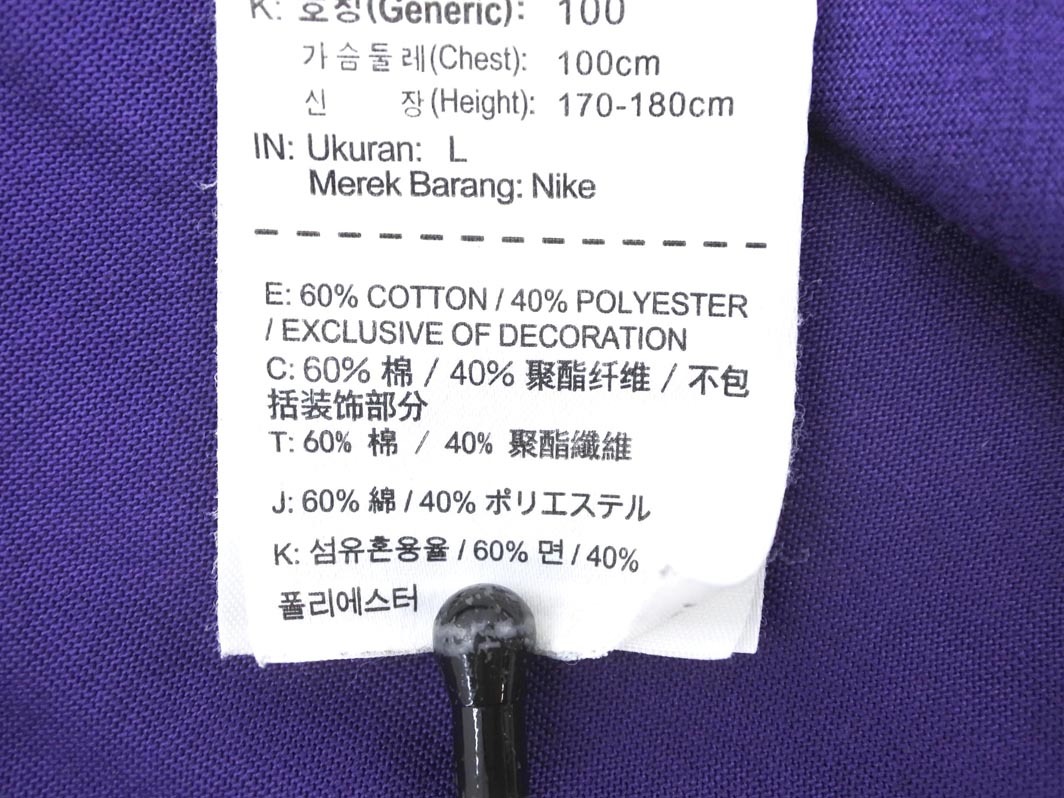 K: 호칭(Generic): 100
가슴둘레(Chest): 100cm
신 장(Height): 170-180cm
IN: Ukuran: L
Merek Barang: Nike
E: 60% COTTON / 40% POLYESTER
/ EXCLUSIVE OF DECORATION
C: 60% 棉 / 40% 聚酯纤维 / 不包
括装饰部分
T: 60% 棉 / 40% 聚酯纖維
J: 60% 綿 / 40% ポリエステル
K: 섬유혼용율 / 60% 면 / 40%
폴리에스터